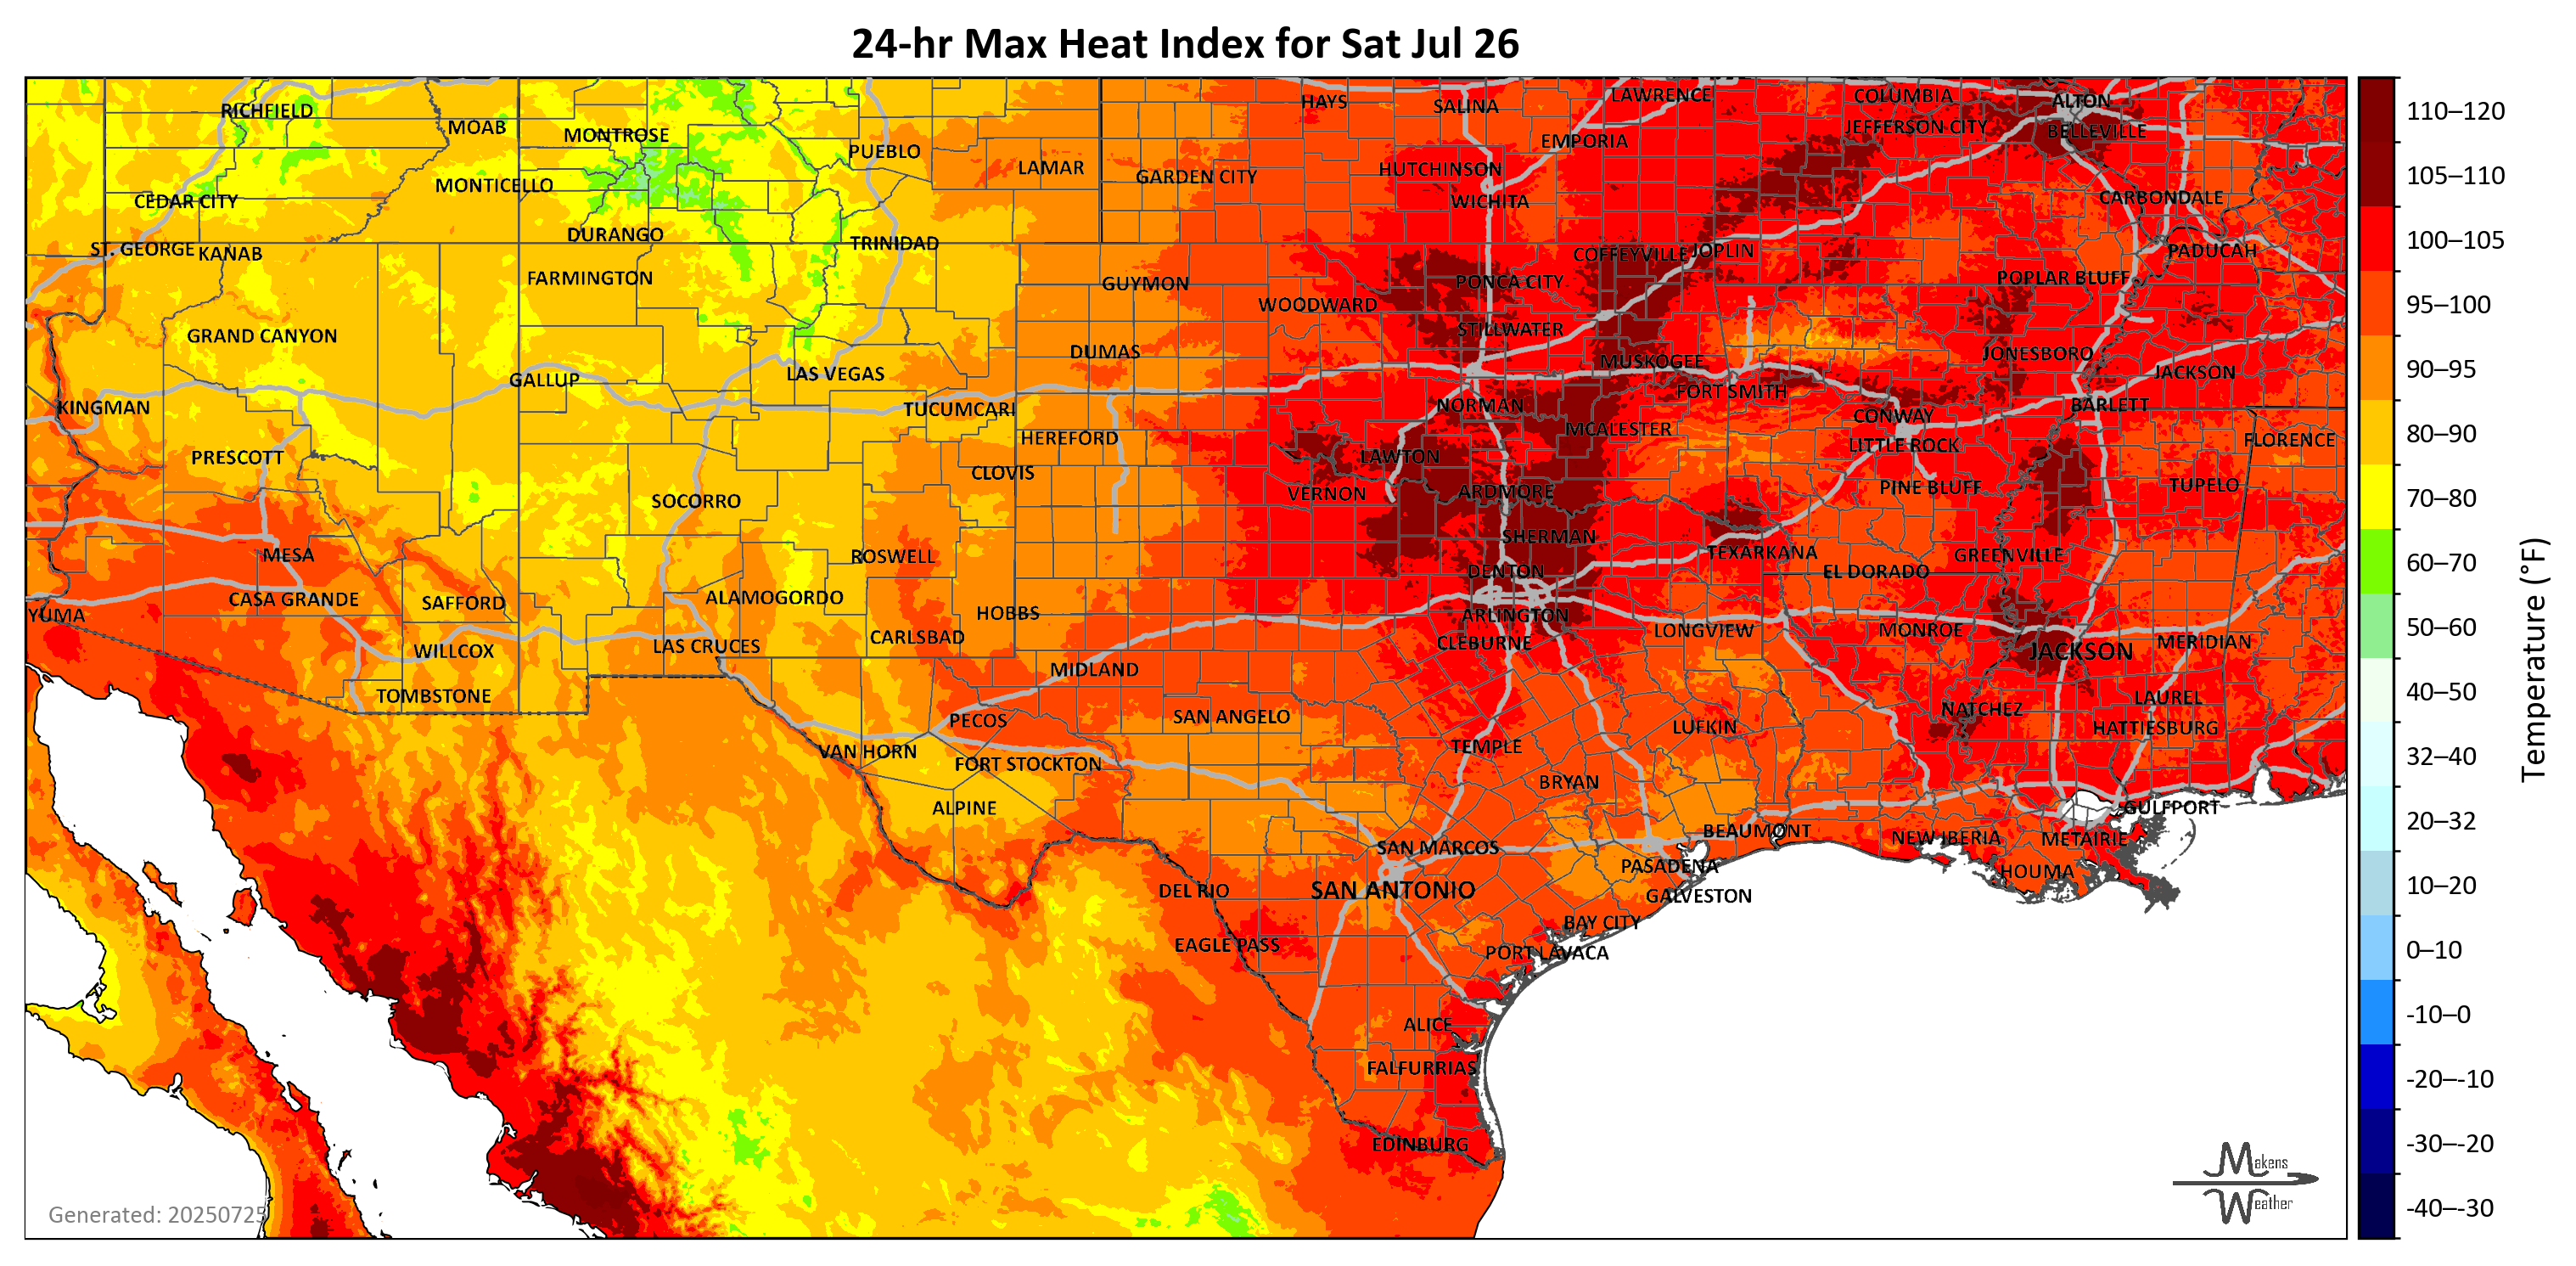 24-hr Max Heat Index for Sat Jul 26
RICHFIELD
MOAB
MONTROSE
PUEBLO
LAMAR
GARDEN CITY
HAYS
SALINA
LAWRENCE
EMPORIA
HUTCHINSON
WICHITA
COLUMBIA
JEFFERSON CITY
ALTON
BELLEVILLE
CARBONDALE
PADUCAH
CEDAR CITY
MONTICELLO
DURANGO
TRINIDAD
ST. GEORGE
KANAB
FARMINGTON
GUYMON
WOODWARD
PONCA CITY
COFFEYVILLE
JOPLIN
POPLAR BLUFF
GRAND CANYON
STILLWATER
DUMAS
MUSKOGEE
JONESBORO
JACKSON
KINGMAN
GALLUP
LAS VEGAS
TUCUMCARI
NORMAN
FORT SMITH
CONWAY
BARLETT
PRESCOTT
HEREFORD
CLOVIS
LAWTON
MCALESTER
LITTLE ROCK
FLORENCE
SOCORRO
VERNON
ARDMORE
PINE BLUFF
TUPELO
MESA
ROSWELL
SHERMAN
TEXARKANA
GREENVILLE
DENTON
EL DORADO
YUMA
CASA GRANDE
SAFFORD
ALAMOGORDO
HOBBS
ARLINGTON
CLEBURNE
LONGVIEW
MONROE
JACKSON
MERIDIAN
WILLCOX
LAS CRUCES
CARLSBAD
MIDLAND
TOMBSTONE
PECOS
SAN ANGELO
TEMPLE
LUFKIN
NATCHEZ
LAUREL
HATTIESBURG
VAN HORN
FORT STOCKTON
BRYAN
ALPINE
GULFPORT
SAN MARCOS
BEAUMONT
NEW IBERIA
METAIRIE
PASADENA
HOUMA
DEL RIO
SAN ANTONIO
GALVESTON
EAGLE PASS
BAY CITY
PORT LAVACA
ALICE
FALFURRIAS
EDINBURG
Generated: 20250725
Makens
Weather
110–120
105–110
100–105
95–100
90–95
80–90
70–80
60–70
50–60
40–50
32–40
20–32
10–20
0–10
-10–0
-20–-10
-30–-20
-40–-30
Temperature (°F)